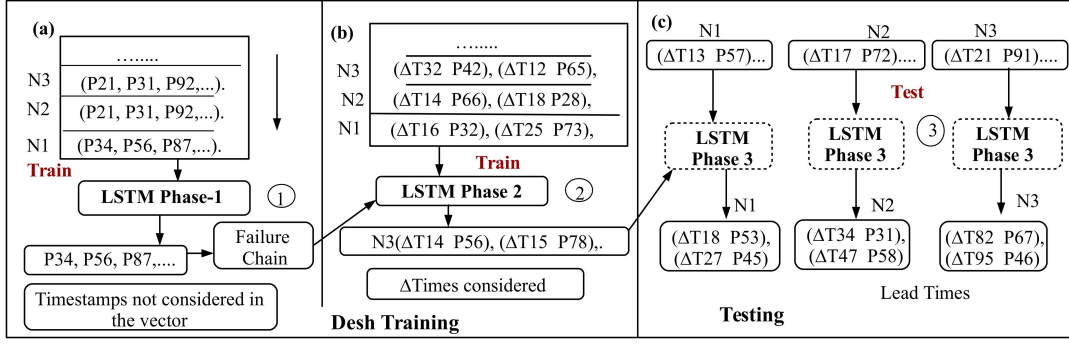 (a)
…......
N3 (P21, P31, P92,...).
N2 (P21, P31, P92,...).
N1 (P34, P56, P87,...).
Train
LSTM Phase-1
1
P34, P56, P87,....
Failure
Chain
Timestamps not considered in
the vector
(b)
…......
N3 (ΔT32 P42), (ΔT12 P65),
N2 (ΔT14 P66), (ΔT18 P28),
N1 (ΔT16 P32), (ΔT25 P73),
Train
LSTM Phase 2
2
N3(ΔT14 P56), (ΔT15 P78),.
ΔTimes considered
Desh Training
(c)
N1 N2 N3
(ΔT13 P57)... (ΔT17 P72).... (ΔT21 P91)....
Test
3
LSTM
Phase 3
LSTM
Phase 3
LSTM
Phase 3
N1 N2 N3
(ΔT18 P53),
(ΔT27 P45)
(ΔT34 P31),
(ΔT47 P58)
(ΔT82 P67),
(ΔT95 P46)
Lead Times
Testing